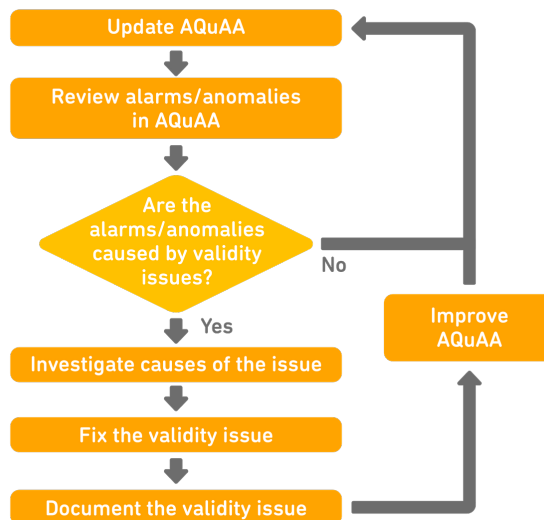 Update AQuAA
Review alarms/anomalies
in AQuAA
Are the
alarms/anomalies
caused by validity
issues?
No
Yes
Improve
AQuAA
Investigate causes of the issue
Fix the validity issue
Document the validity issue